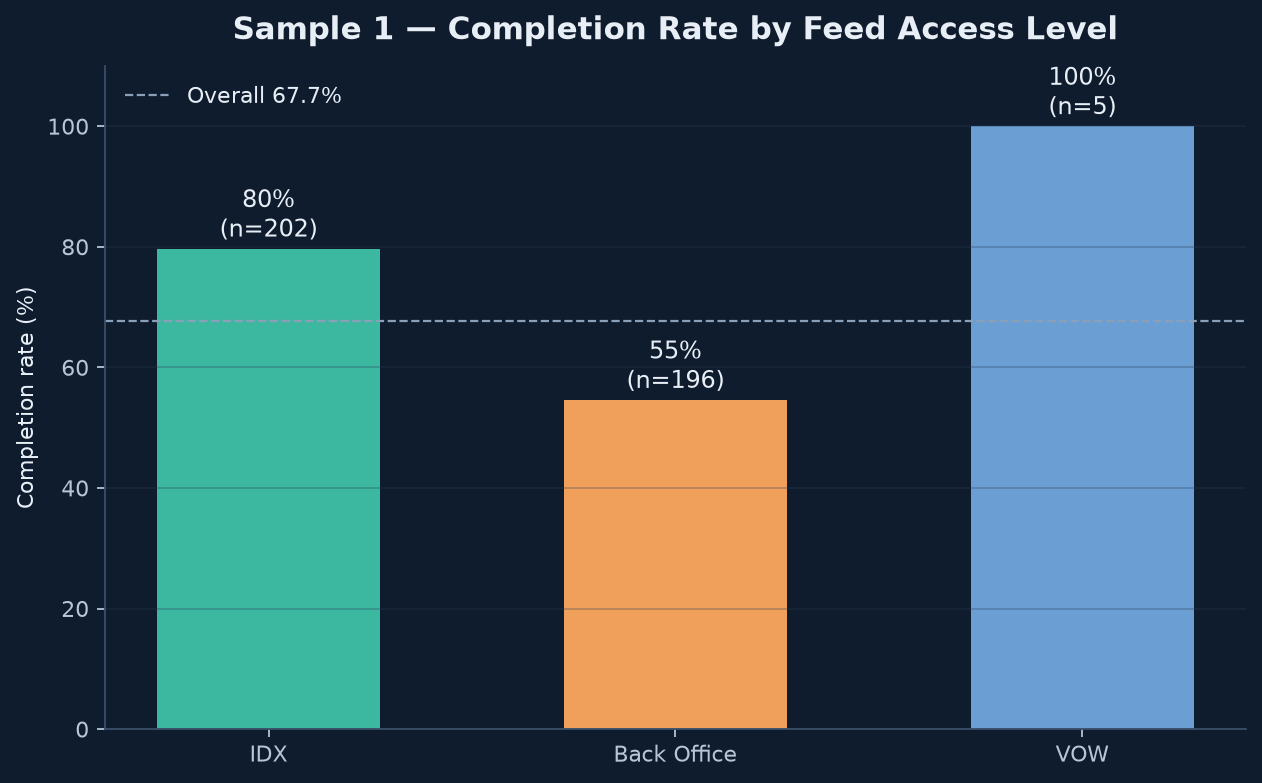 Sample 1 — Completion Rate by Feed Access Level
Overall 67.7%
100%
(n=5)
80%
(n=202)
55%
(n=196)
Completion rate (%)
100
80
60
40
20
0
IDX
Back Office
VOW